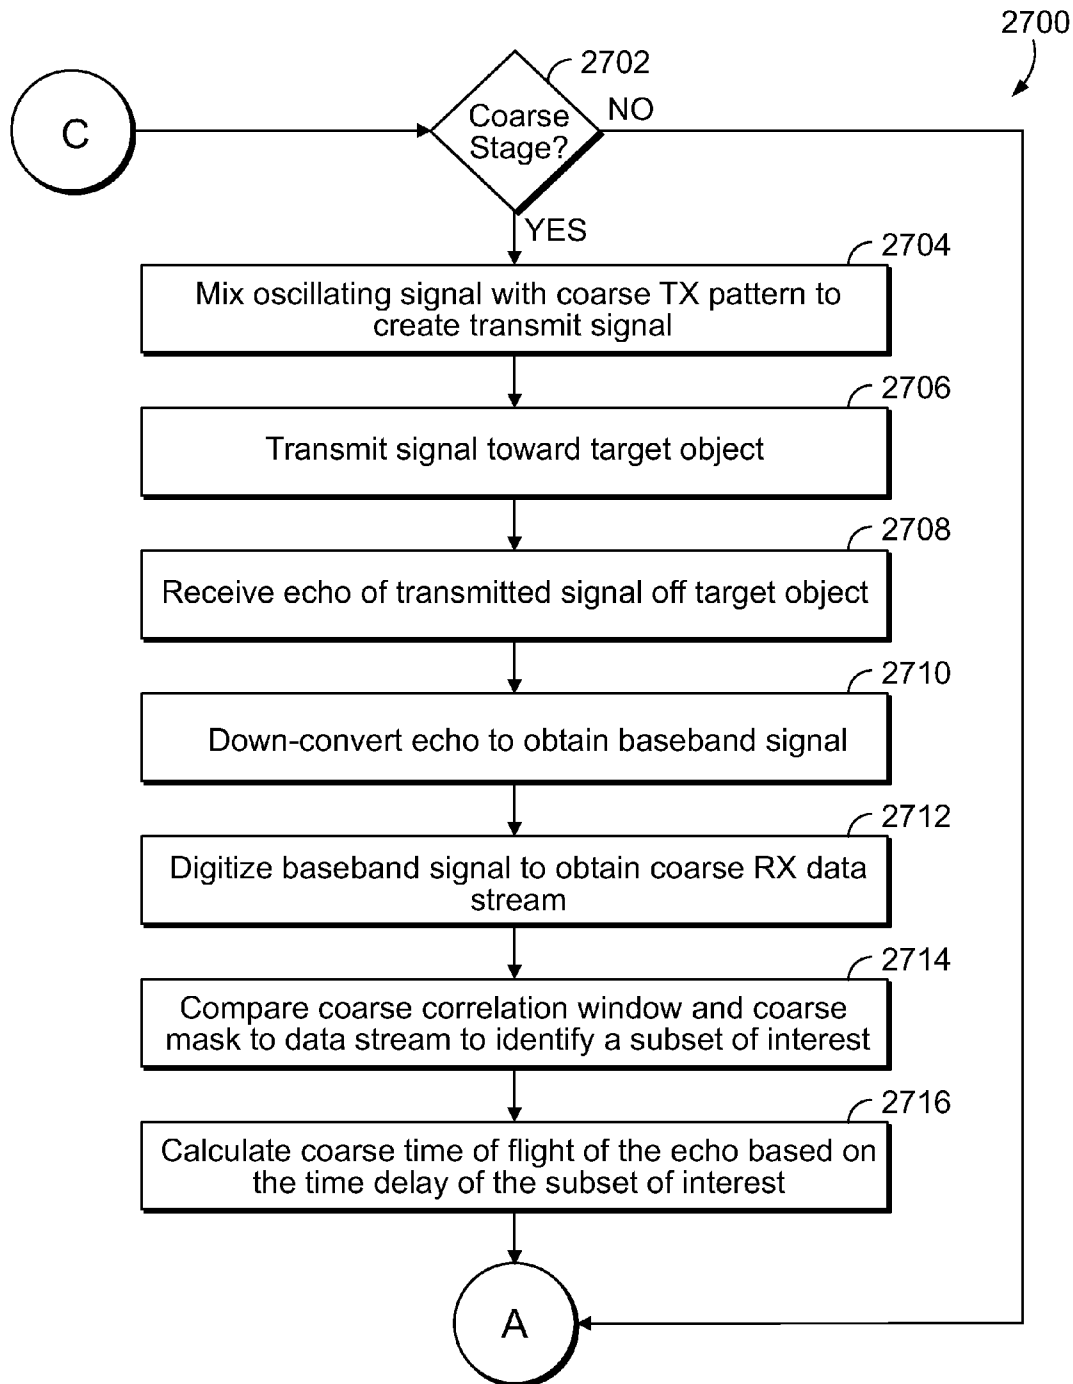 2700
C
2702
Coarse
Stage?
NO
YES
2704
Mix oscillating signal with coarse TX pattern to
create transmit signal
2706
Transmit signal toward target object
2708
Receive echo of transmitted signal off target object
2710
Down-convert echo to obtain baseband signal
2712
Digitize baseband signal to obtain coarse RX data
stream
2714
Compare coarse correlation window and coarse
mask to data stream to identify a subset of interest
2716
Calculate coarse time of flight of the echo based on
the time delay of the subset of interest
A